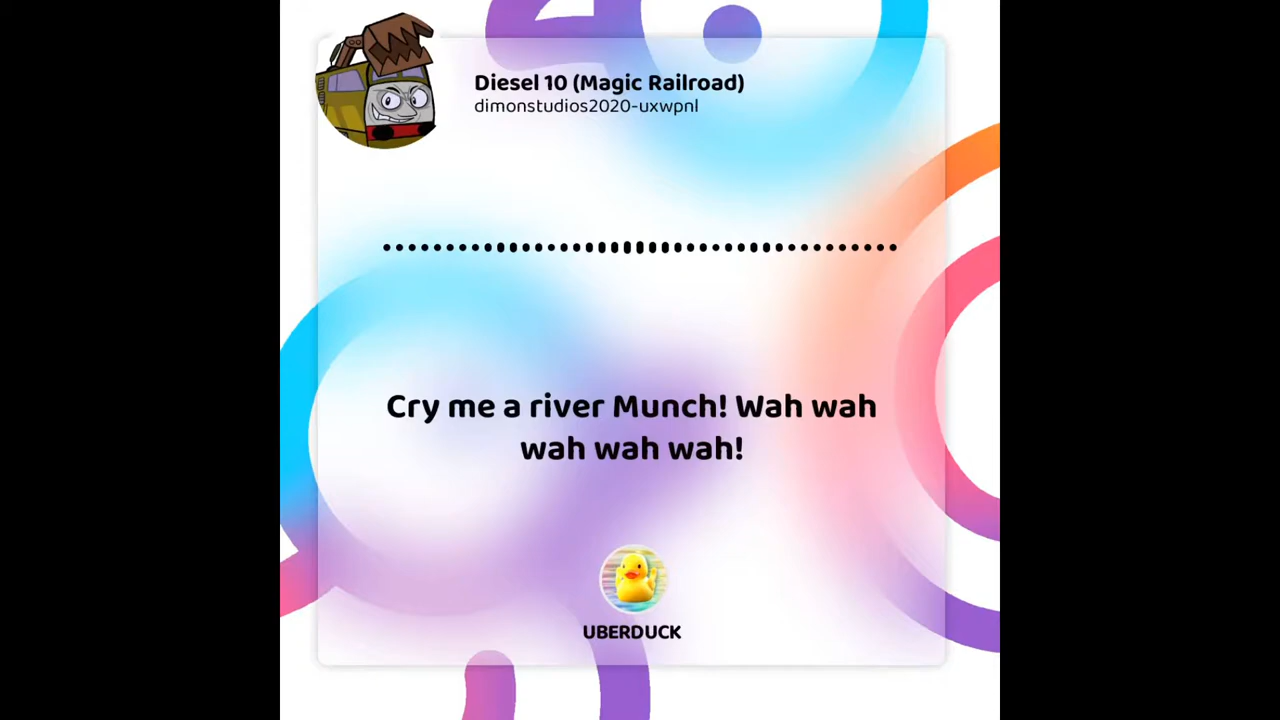 Diesel 10 (Magic Railroad)
dimonstudios2020-uxwpnl
Cry me a river Munch! Wah wah
wah wah wah!
UBERDUCK